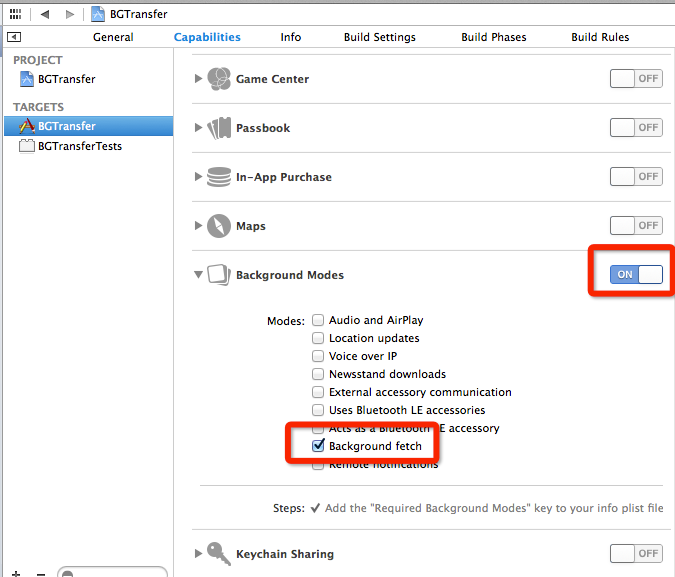 BGTransfer
General Capabilities Info Build Settings Build Phases Build Rules
PROJECT
BGTransfer
TARGETS
BGTransfer
BGTransferTests
Game Center OFF
Passbook OFF
In-App Purchase OFF
Maps OFF
Background Modes ON
Modes: Audio and AirPlay
Location updates
Voice over IP
Newsstand downloads
External accessory communication
Uses Bluetooth LE accessories
Acts as a Bluetooth LE accessory
Background fetch
Remote notifications
Steps: ✓ Add the "Required Background Modes" key to your info plist file
Keychain Sharing OFF